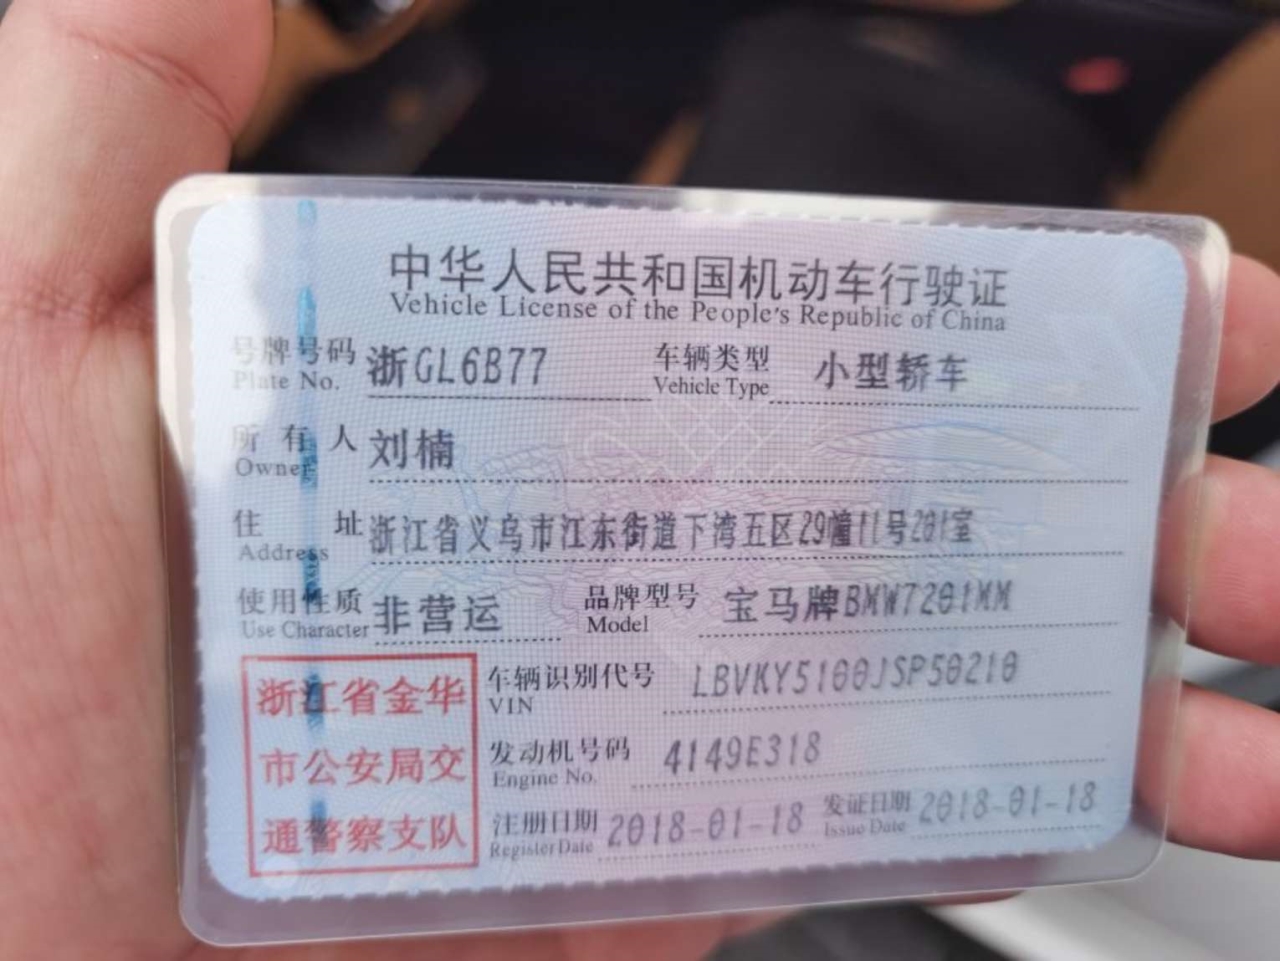 中华人民共和国机动车行驶证
Vehicle License of the People's Republic of China
号牌号码 浙GL6B77 车辆类型 小型轿车
Plate No. Vehicle Type
所有人 刘楠
Owner
住址 浙江省义乌市江东街道下湾五区29幢11号201室
Address
使用性质 非营运 品牌型号 宝马牌BMW7201MM
Use Character Model
车辆识别代号 LBVKY5100JSP50210
VIN
发动机号码 4149E318
Engine No.
注册日期 2018-01-18 发证日期 2018-01-18
Register Date Issue Date
浙江省金华
市公安局交
通警察支队